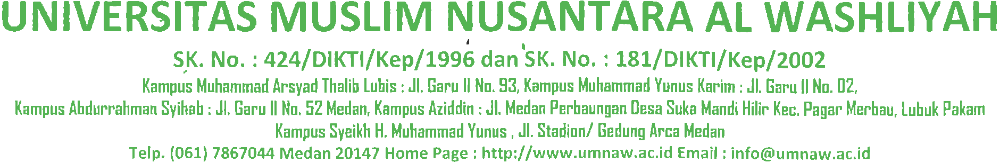 UNIVERSITAS MUSLIM NUSANTARA AL WASHLIYAH
SK. No. : 424/DIKTI/Kep/1996 dan SK. No. : 181/DIKTI/Kep/2002
Kampus Muhammad Arsyad Thalib Lubis : Jl. Garu II No. 93, Kampus Muhammad Yunus Karim : Jl. Garu II No. 02,
Kampus Abdurrahman Syihab : Jl. Garu II No. 52 Medan, Kampus Aziddin : Jl. Medan Perbaungan Desa Suka Mandi Hilir Kec. Pagar Merbau, Lubuk Pakam
Kampus Syeikh H. Muhammad Yunus , Jl. Stadion/ Gedung Arca Medan
Telp. (061) 7867044 Medan 20147 Home Page : http://www.umnaw.ac.id Email : info@umnaw.ac.id